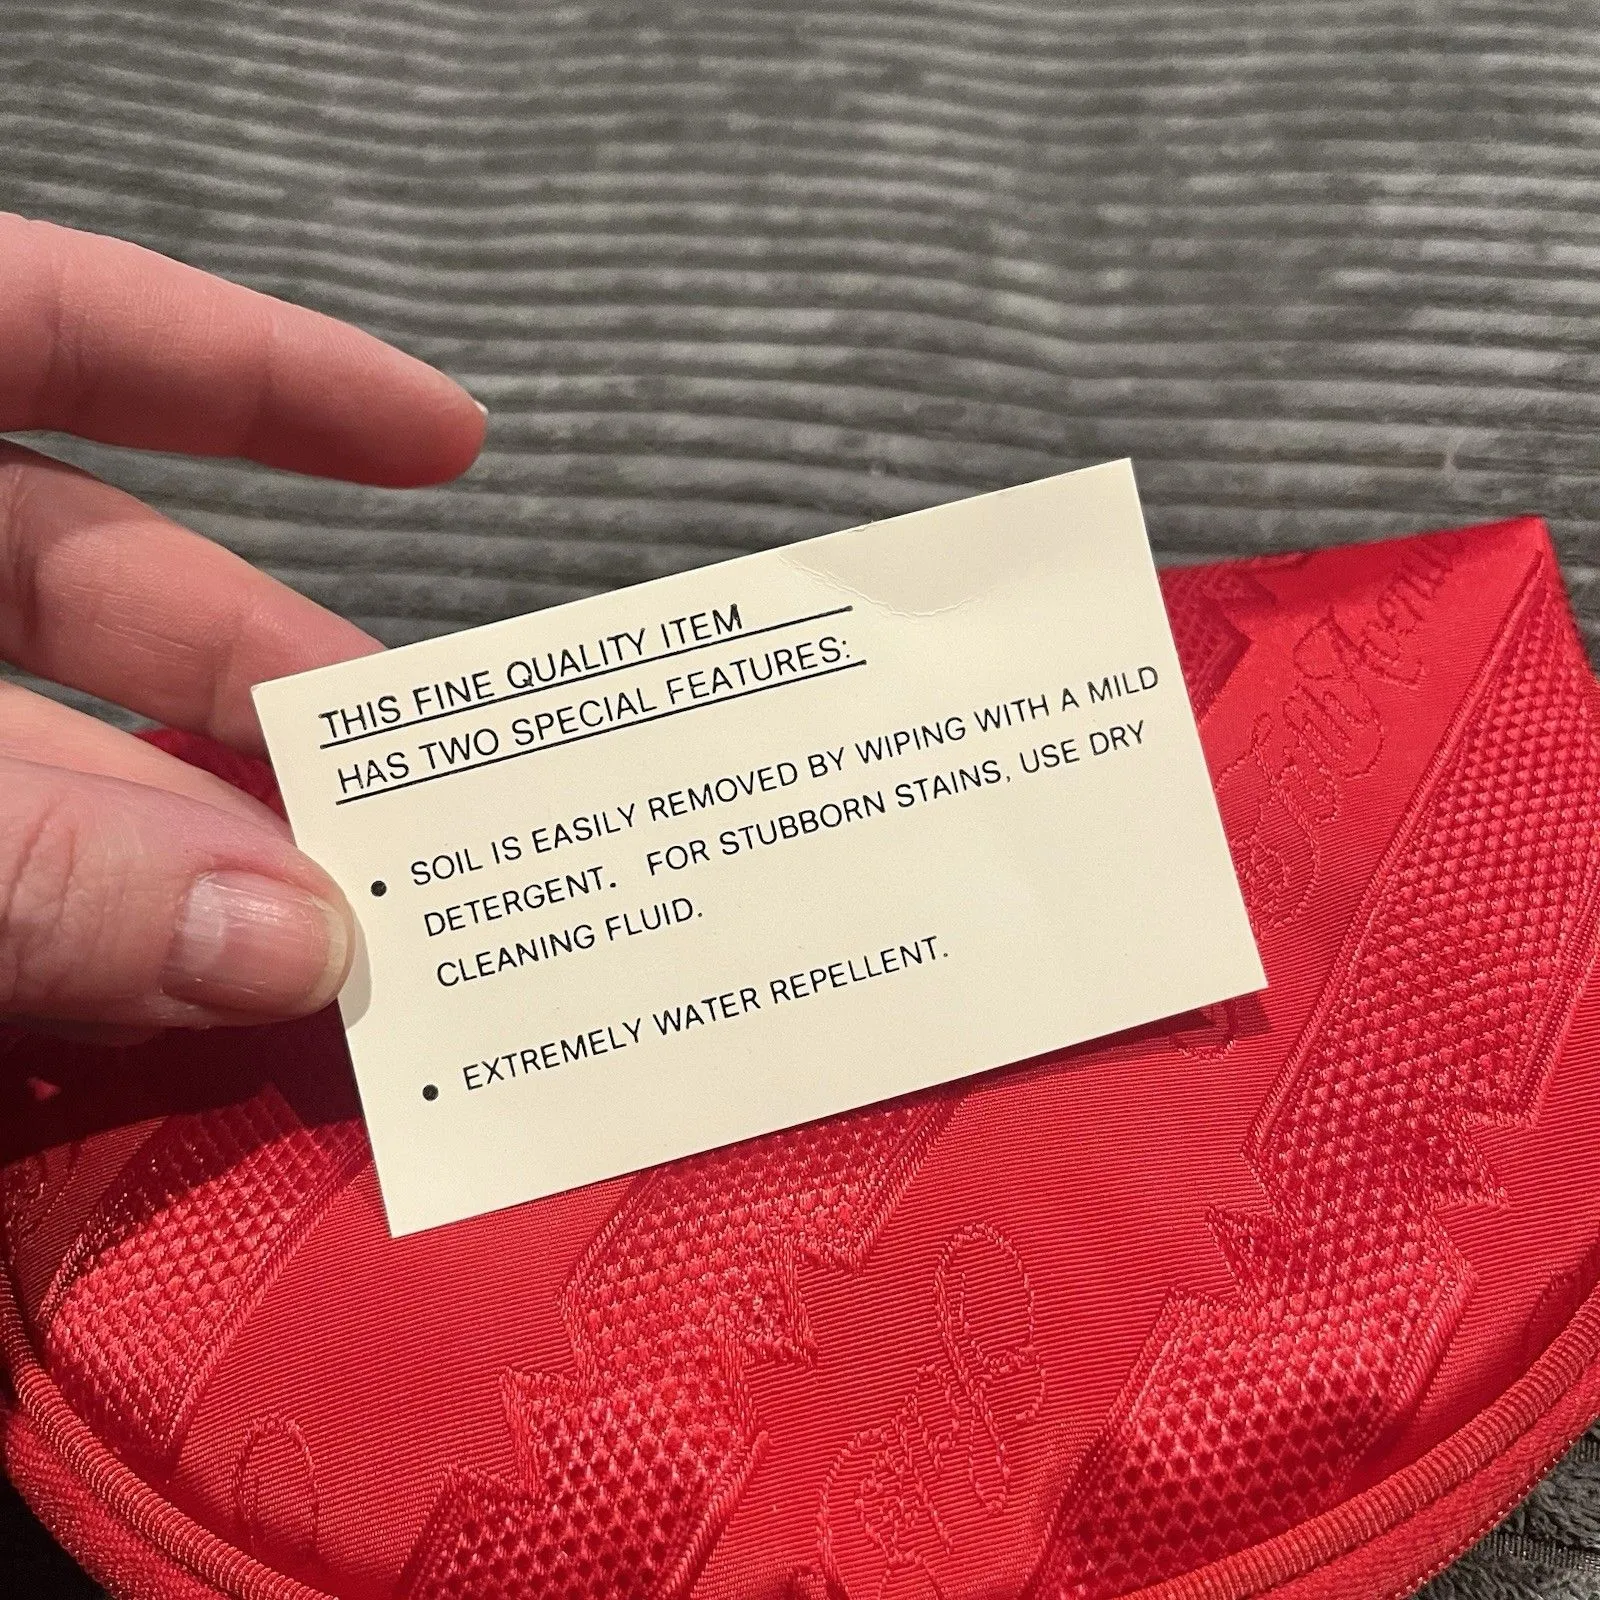 THIS FINE QUALITY ITEM
HAS TWO SPECIAL FEATURES:
• SOIL IS EASILY REMOVED BY WIPING WITH A MILD
DETERGENT. FOR STUBBORN STAINS, USE DRY
CLEANING FLUID.
• EXTREMELY WATER REPELLENT.